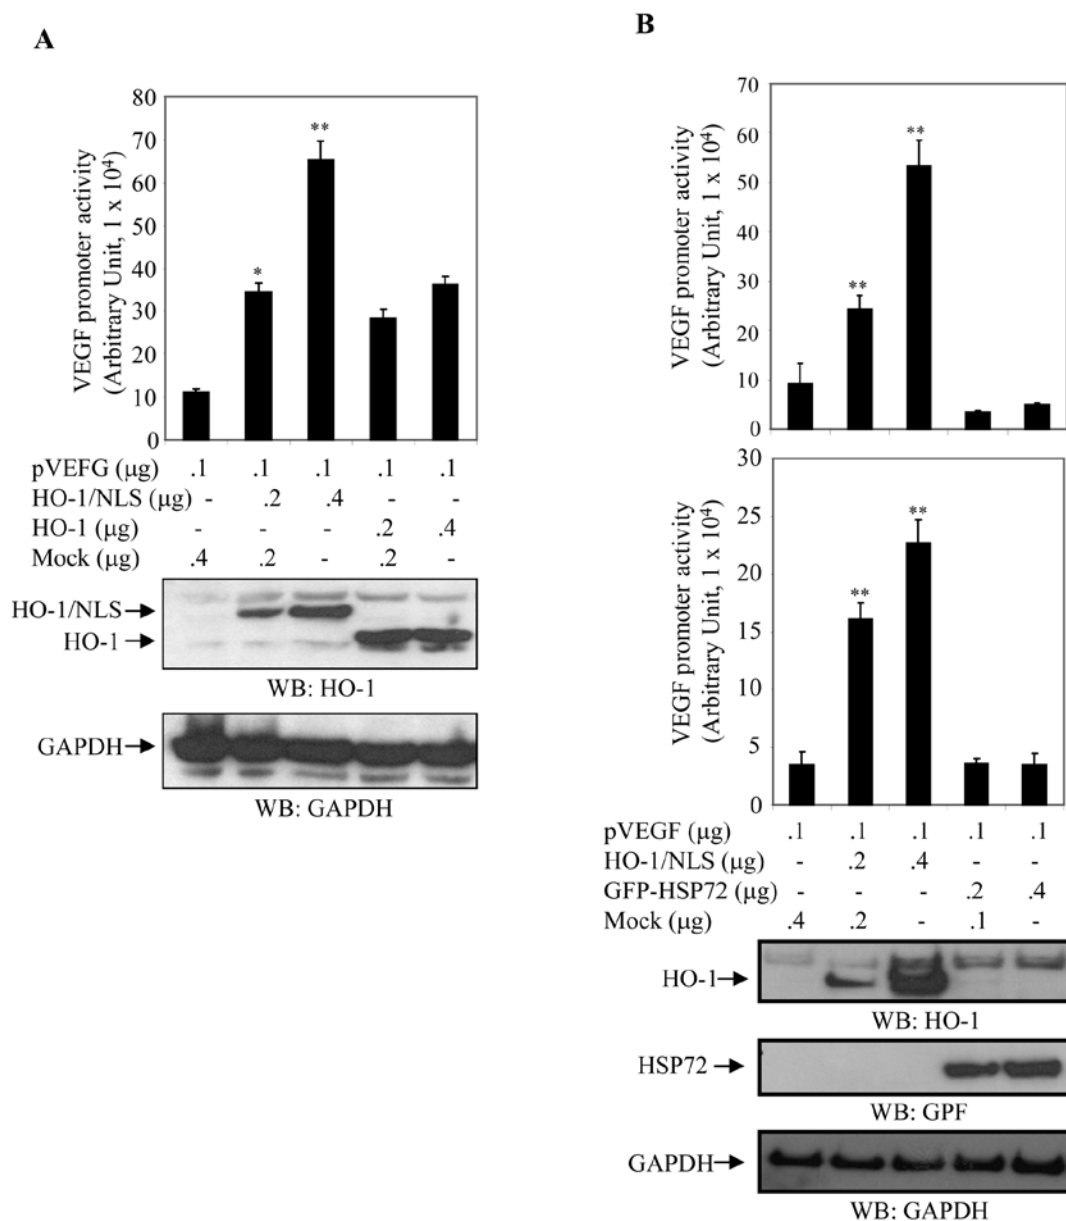 A
VEGF promoter activity
(Arbitrary Unit, 1 x 10⁴)
80
70
60
50
40
30
20
10
0
*
**
pVEFG (µg) .1 .1 .1 .1 .1
HO-1/NLS (µg) - .2 .4 - -
HO-1 (µg) - - - .2 .4
Mock (µg) .4 .2 - .2 -
HO-1/NLS
HO-1
WB: HO-1
GAPDH
WB: GAPDH
B
VEGF promoter activity
(Arbitrary Unit, 1 x 10⁴)
70
60
50
40
30
20
10
0
**
**
VEGF promoter activity
(Arbitrary Unit, 1 x 10⁴)
30
25
20
15
10
5
0
**
**
pVEGF (µg) .1 .1 .1 .1 .1
HO-1/NLS (µg) - .2 .4 - -
GFP-HSP72 (µg) - - - .2 .4
Mock (µg) .4 .2 - .1 -
HO-1
WB: HO-1
HSP72
WB: GPF
GAPDH
WB: GAPDH